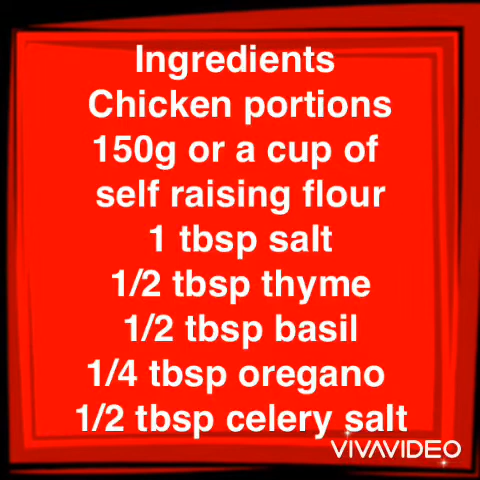 Ingredients
Chicken portions
150g or a cup of
self raising flour
1 tbsp salt
1/2 tbsp thyme
1/2 tbsp basil
1/4 tbsp oregano
1/2 tbsp celery salt
VIVAVIDEO